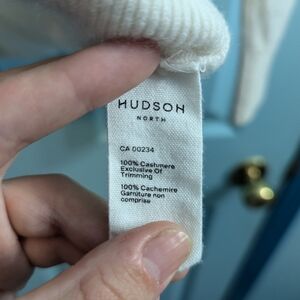 HUDSON
NORTH
CA 00234
100% Cashmere
Exclusive Of
Trimming
100% Cachemire
Garniture non
comprise